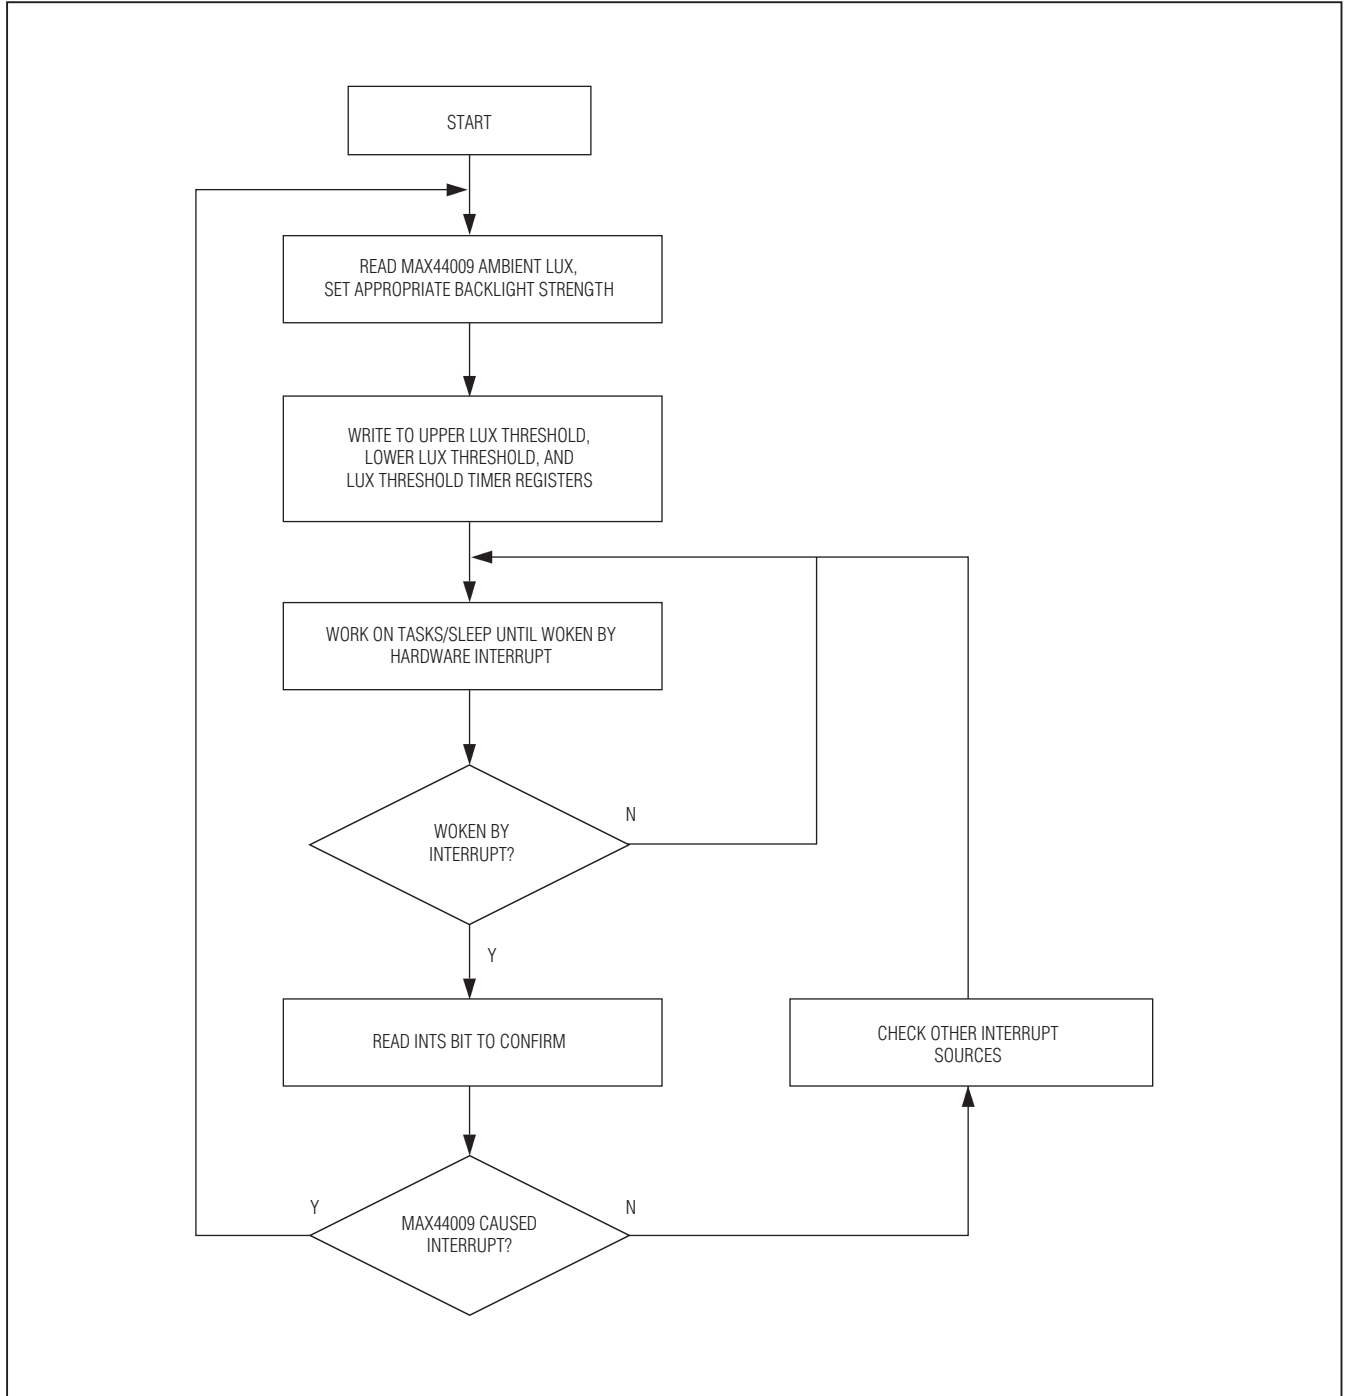 START
READ MAX44009 AMBIENT LUX,
SET APPROPRIATE BACKLIGHT STRENGTH
WRITE TO UPPER LUX THRESHOLD,
LOWER LUX THRESHOLD, AND
LUX THRESHOLD TIMER REGISTERS
WORK ON TASKS/SLEEP UNTIL WOKEN BY
HARDWARE INTERRUPT
WOKEN BY
INTERRUPT?
N
Y
READ INTS BIT TO CONFIRM
CHECK OTHER INTERRUPT
SOURCES
Y
MAX44009 CAUSED
INTERRUPT?
N